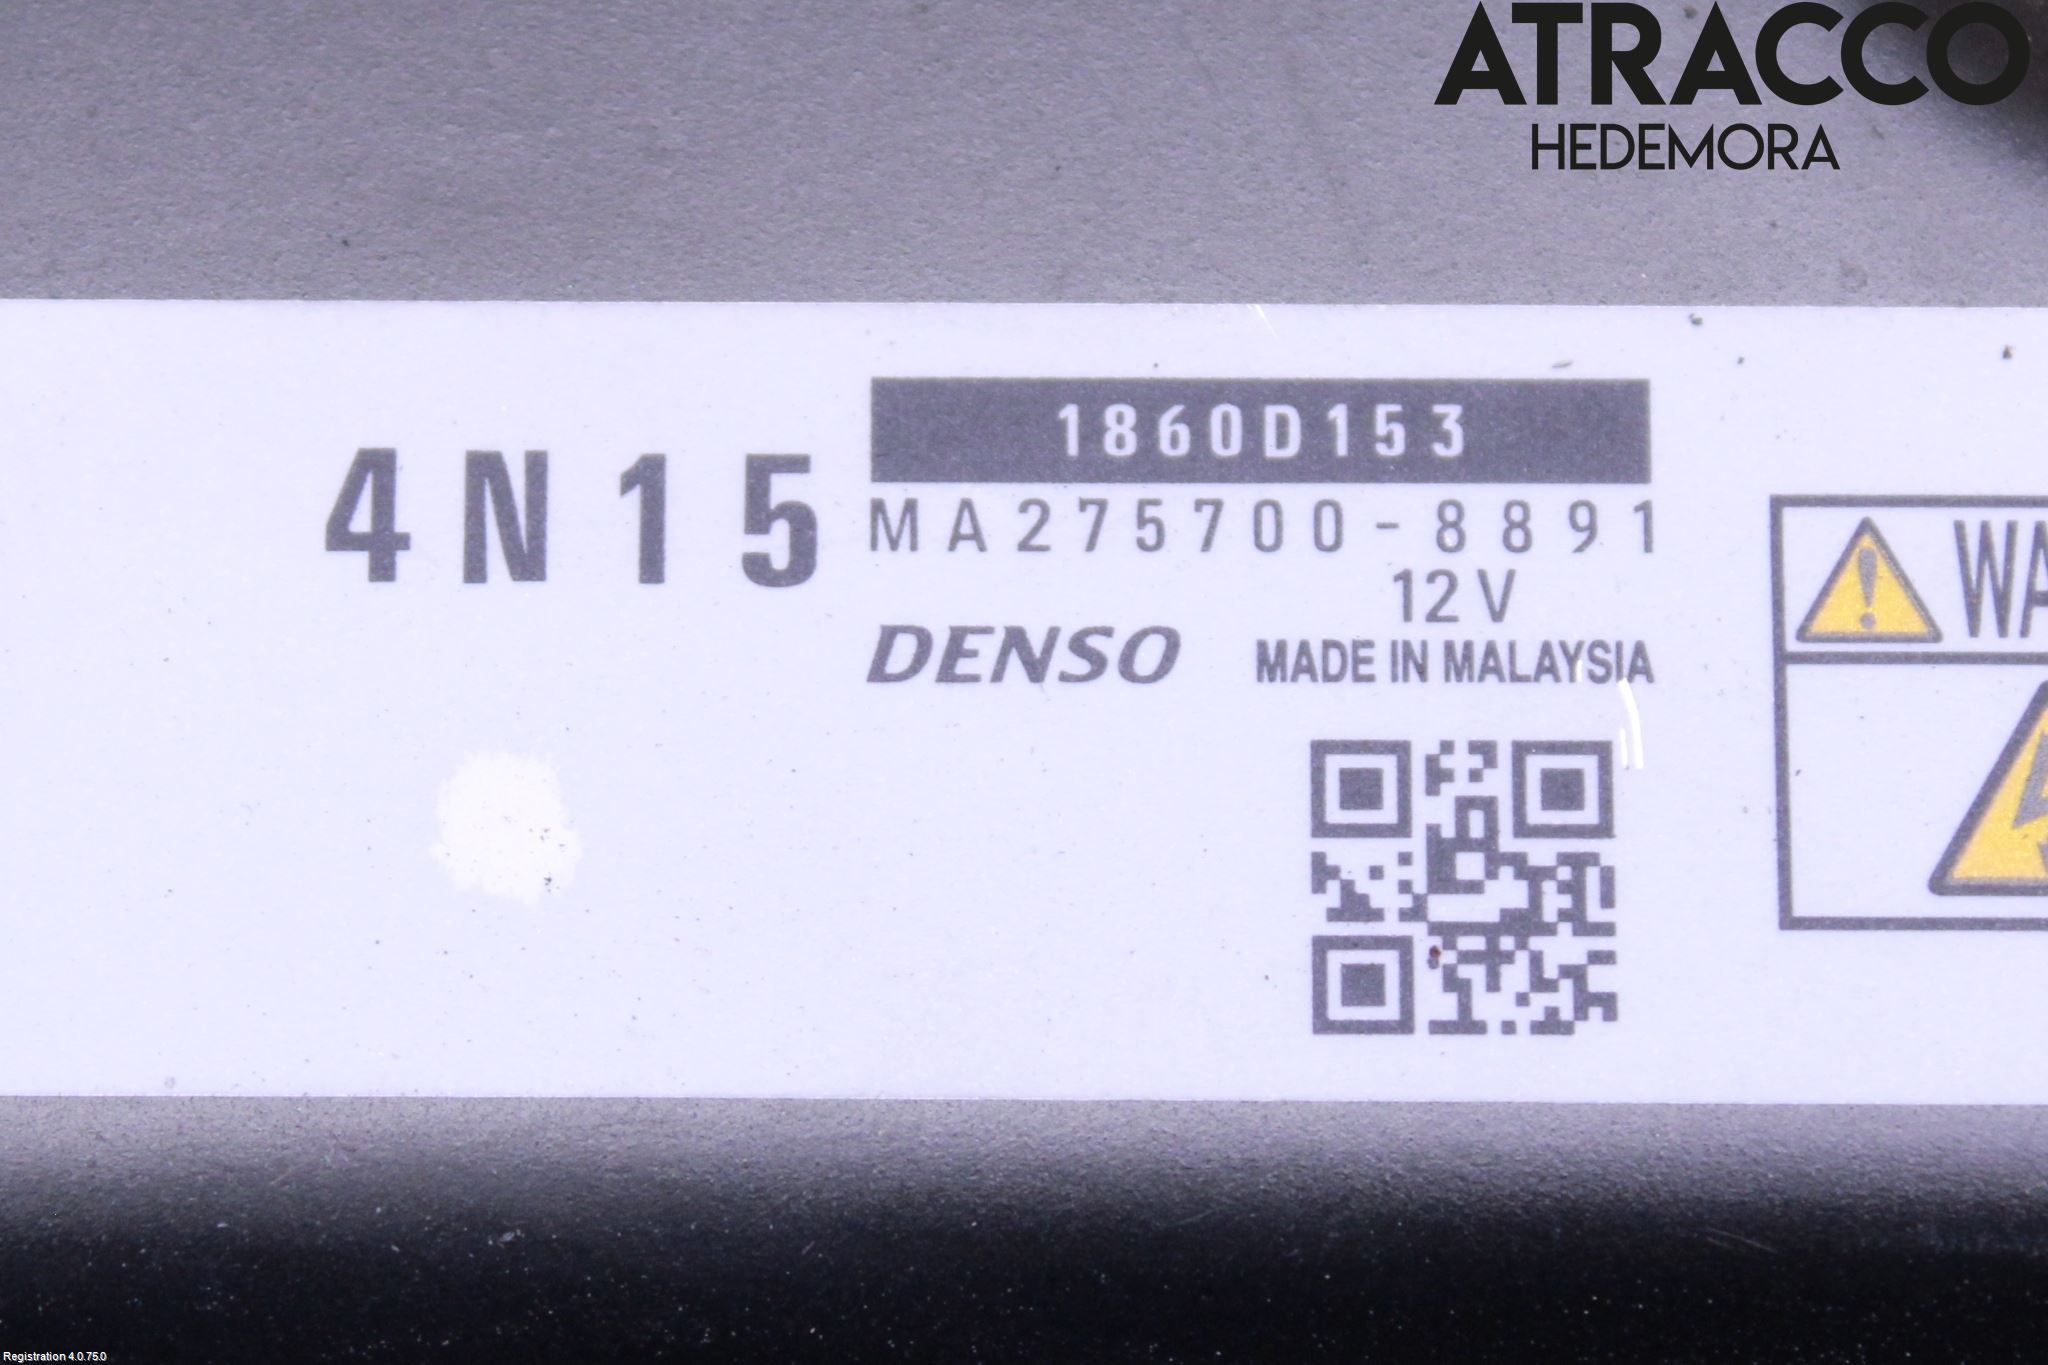 ATRACCO
HEDEMORA
1860D153
4N15
MA275700-8891
12V
DENSO
MADE IN MALAYSIA
Registration 4.0.75.0